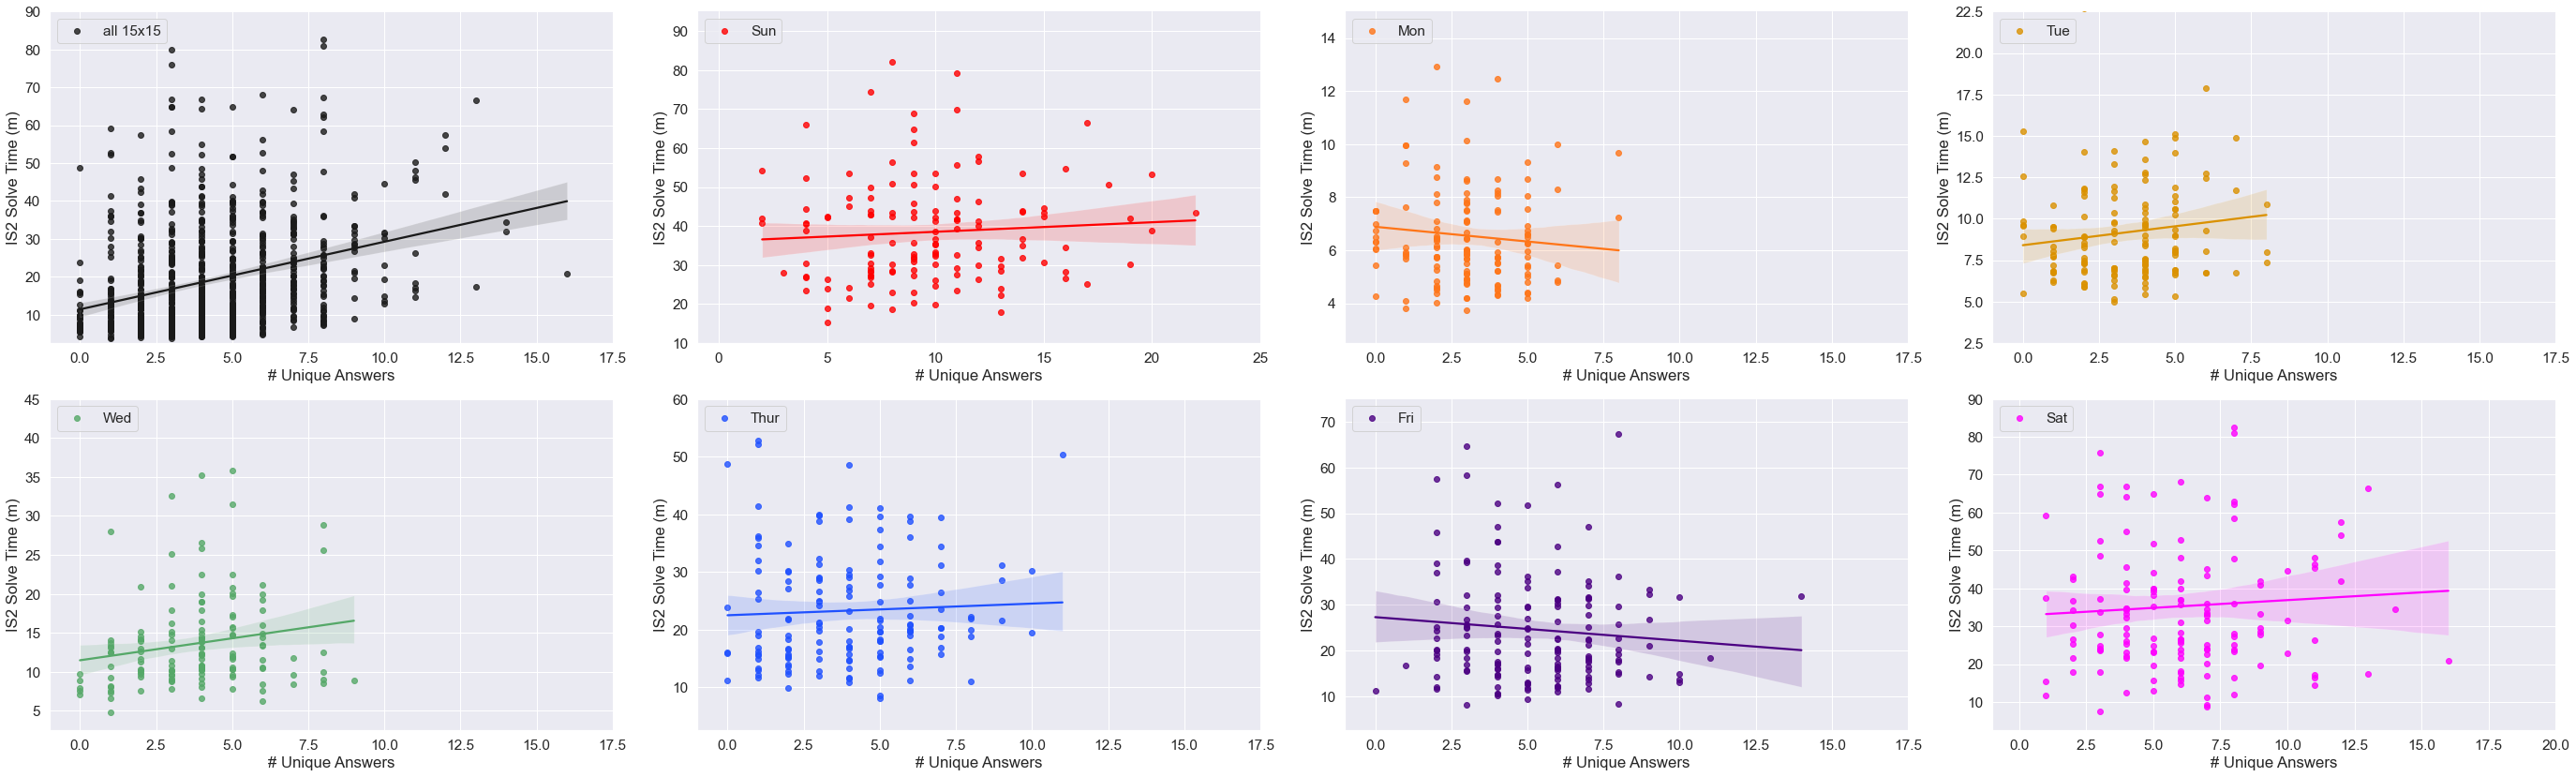 all 15x15
IS2 Solve Time (m)
90
80
70
60
50
40
30
20
10
0.0 2.5 5.0 7.5 10.0 12.5 15.0 17.5
# Unique Answers
Sun
IS2 Solve Time (m)
90
80
70
60
50
40
30
20
10
0 5 10 15 20 25
# Unique Answers
Mon
IS2 Solve Time (m)
14
12
10
8
6
4
0.0 2.5 5.0 7.5 10.0 12.5 15.0 17.5
# Unique Answers
Tue
IS2 Solve Time (m)
22.5
20.0
17.5
15.0
12.5
10.0
7.5
5.0
2.5
0.0 2.5 5.0 7.5 10.0 12.5 15.0 17.5
# Unique Answers
Wed
IS2 Solve Time (m)
45
40
35
30
25
20
15
10
5
0.0 2.5 5.0 7.5 10.0 12.5 15.0 17.5
# Unique Answers
Thur
IS2 Solve Time (m)
60
50
40
30
20
10
0.0 2.5 5.0 7.5 10.0 12.5 15.0 17.5
# Unique Answers
Fri
IS2 Solve Time (m)
70
60
50
40
30
20
10
0.0 2.5 5.0 7.5 10.0 12.5 15.0 17.5
# Unique Answers
Sat
IS2 Solve Time (m)
90
80
70
60
50
40
30
20
10
0.0 2.5 5.0 7.5 10.0 12.5 15.0 17.5 20.0
# Unique Answers